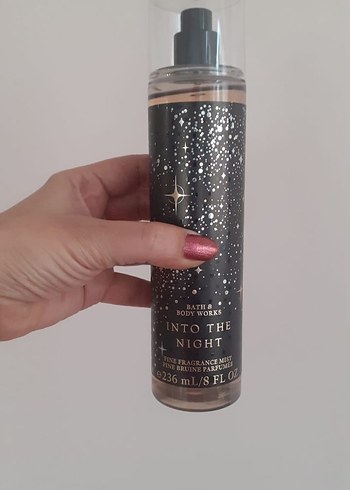 BATH &
BODY WORKS
INTO THE
NIGHT
FINE FRAGRANCE MIST
FINE BRUINE PARFUMÉE
236 mL/8 FL OZ